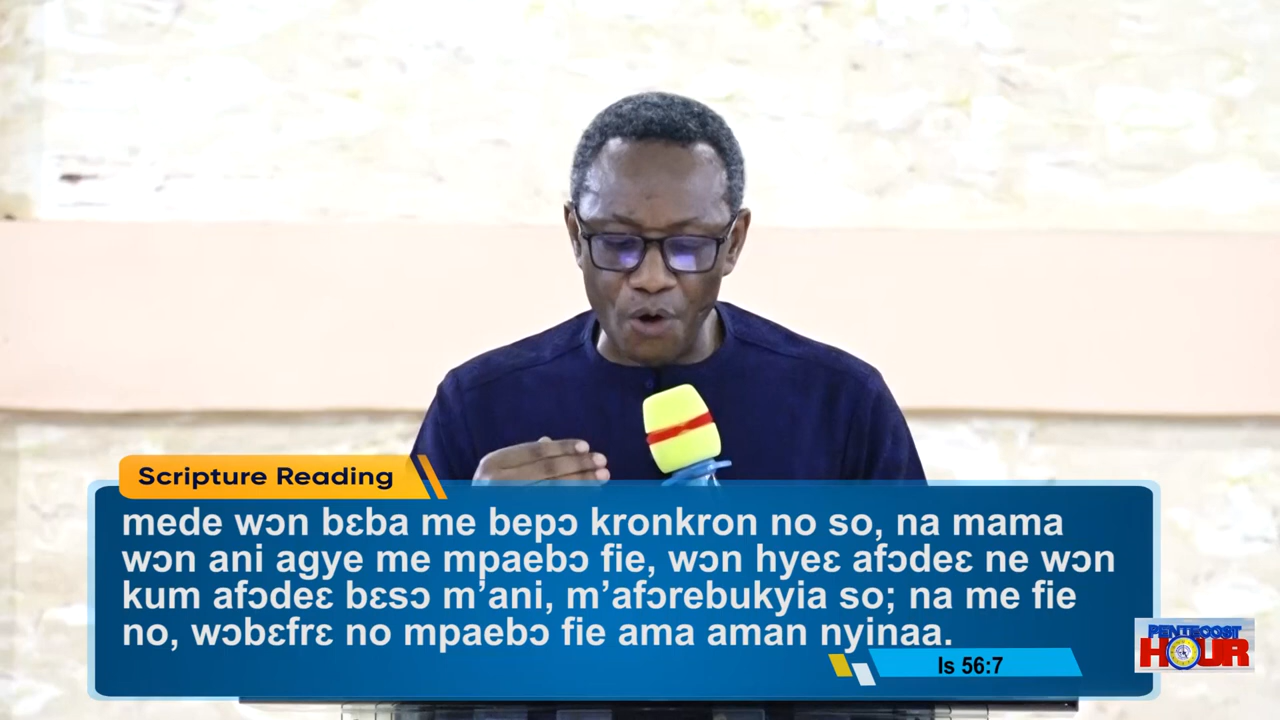 Scripture Reading
mede wɔn bɛba me bepɔ kronkron no so, na mama
wɔn ani agye me mpaebɔ fie, wɔn hyeɛ afɔdeɛ ne wɔn
kum afɔdeɛ bɛsɔ m’ani, m’afɔrebukyia so; na me fie
no, wɔbɛfrɛ no mpaebɔ fie ama aman nyinaa.
Is 56:7
PENTECOST
HOUR